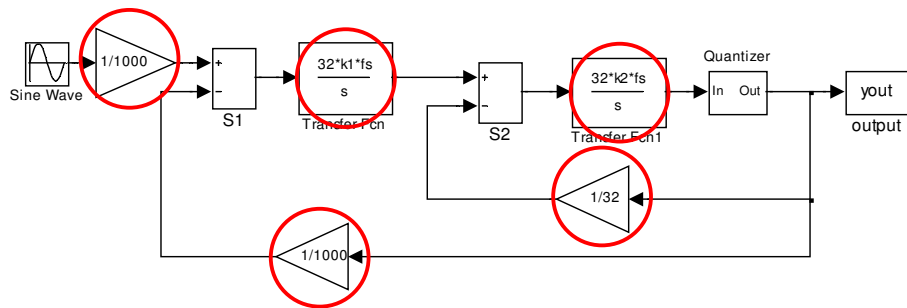 Sine Wave
1/1000
+
−
S1
32*k1*fs
s
Transfer Fcn
+
−
S2
32*k2*fs
s
Transfer Fcn1
Quantizer
In Out
yout
output
1/32
1/1000